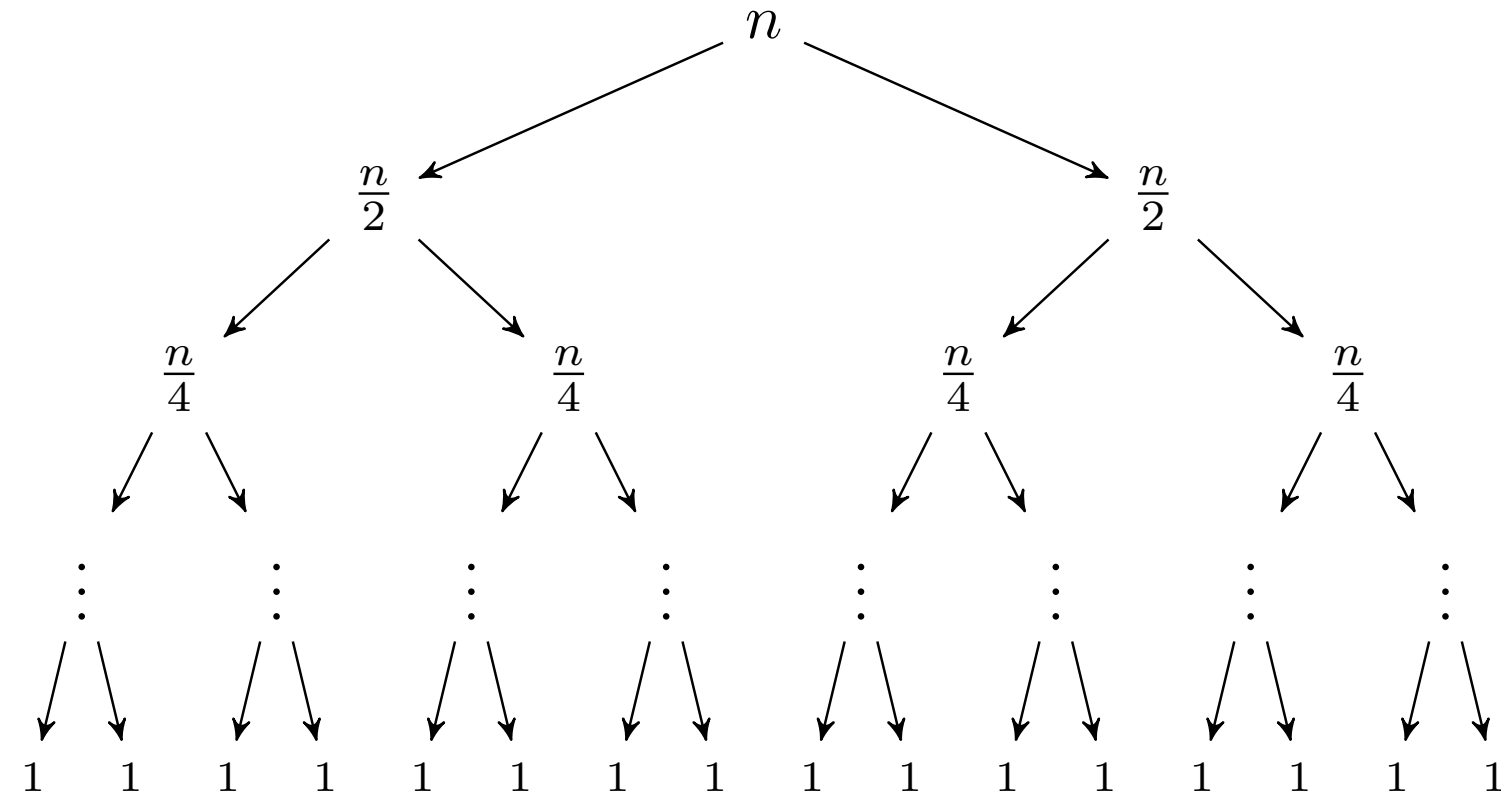 n
n/2 n/2
n/4 n/4 n/4 n/4
⋮ ⋮ ⋮ ⋮ ⋮ ⋮ ⋮ ⋮
1 1 1 1 1 1 1 1 1 1 1 1 1 1 1 1